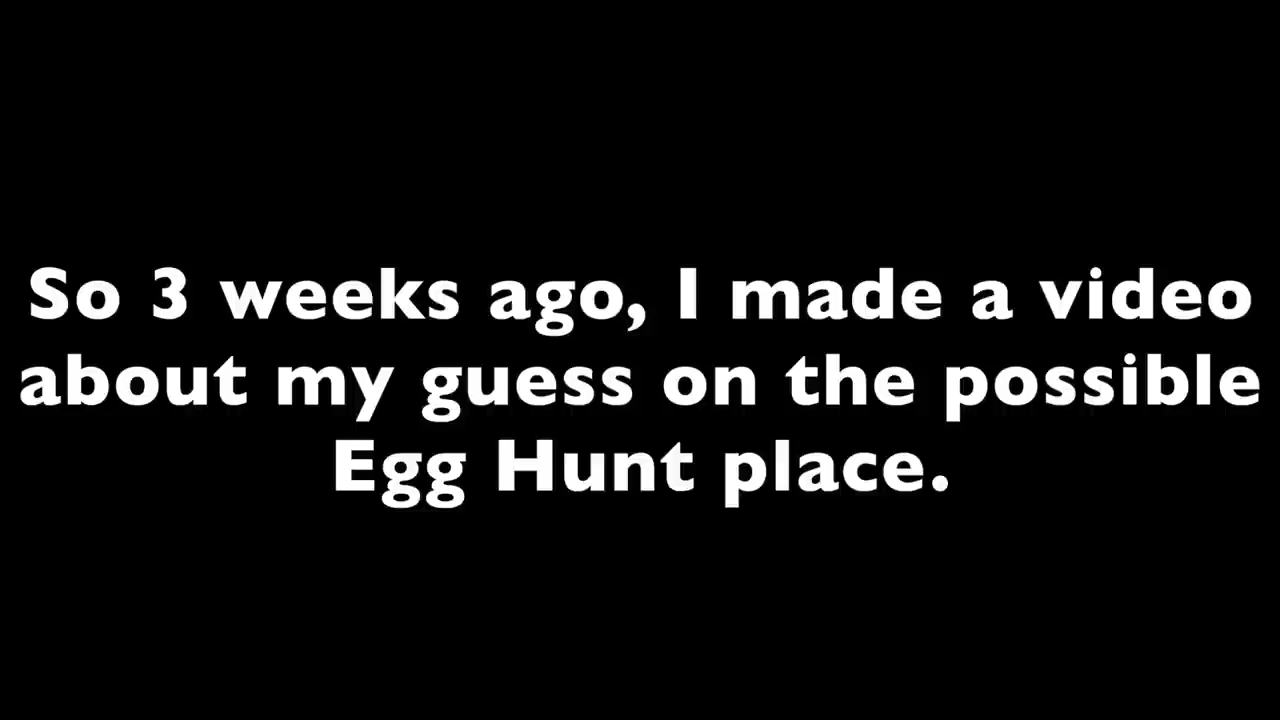 So 3 weeks ago, I made a video
about my guess on the possible
Egg Hunt place.